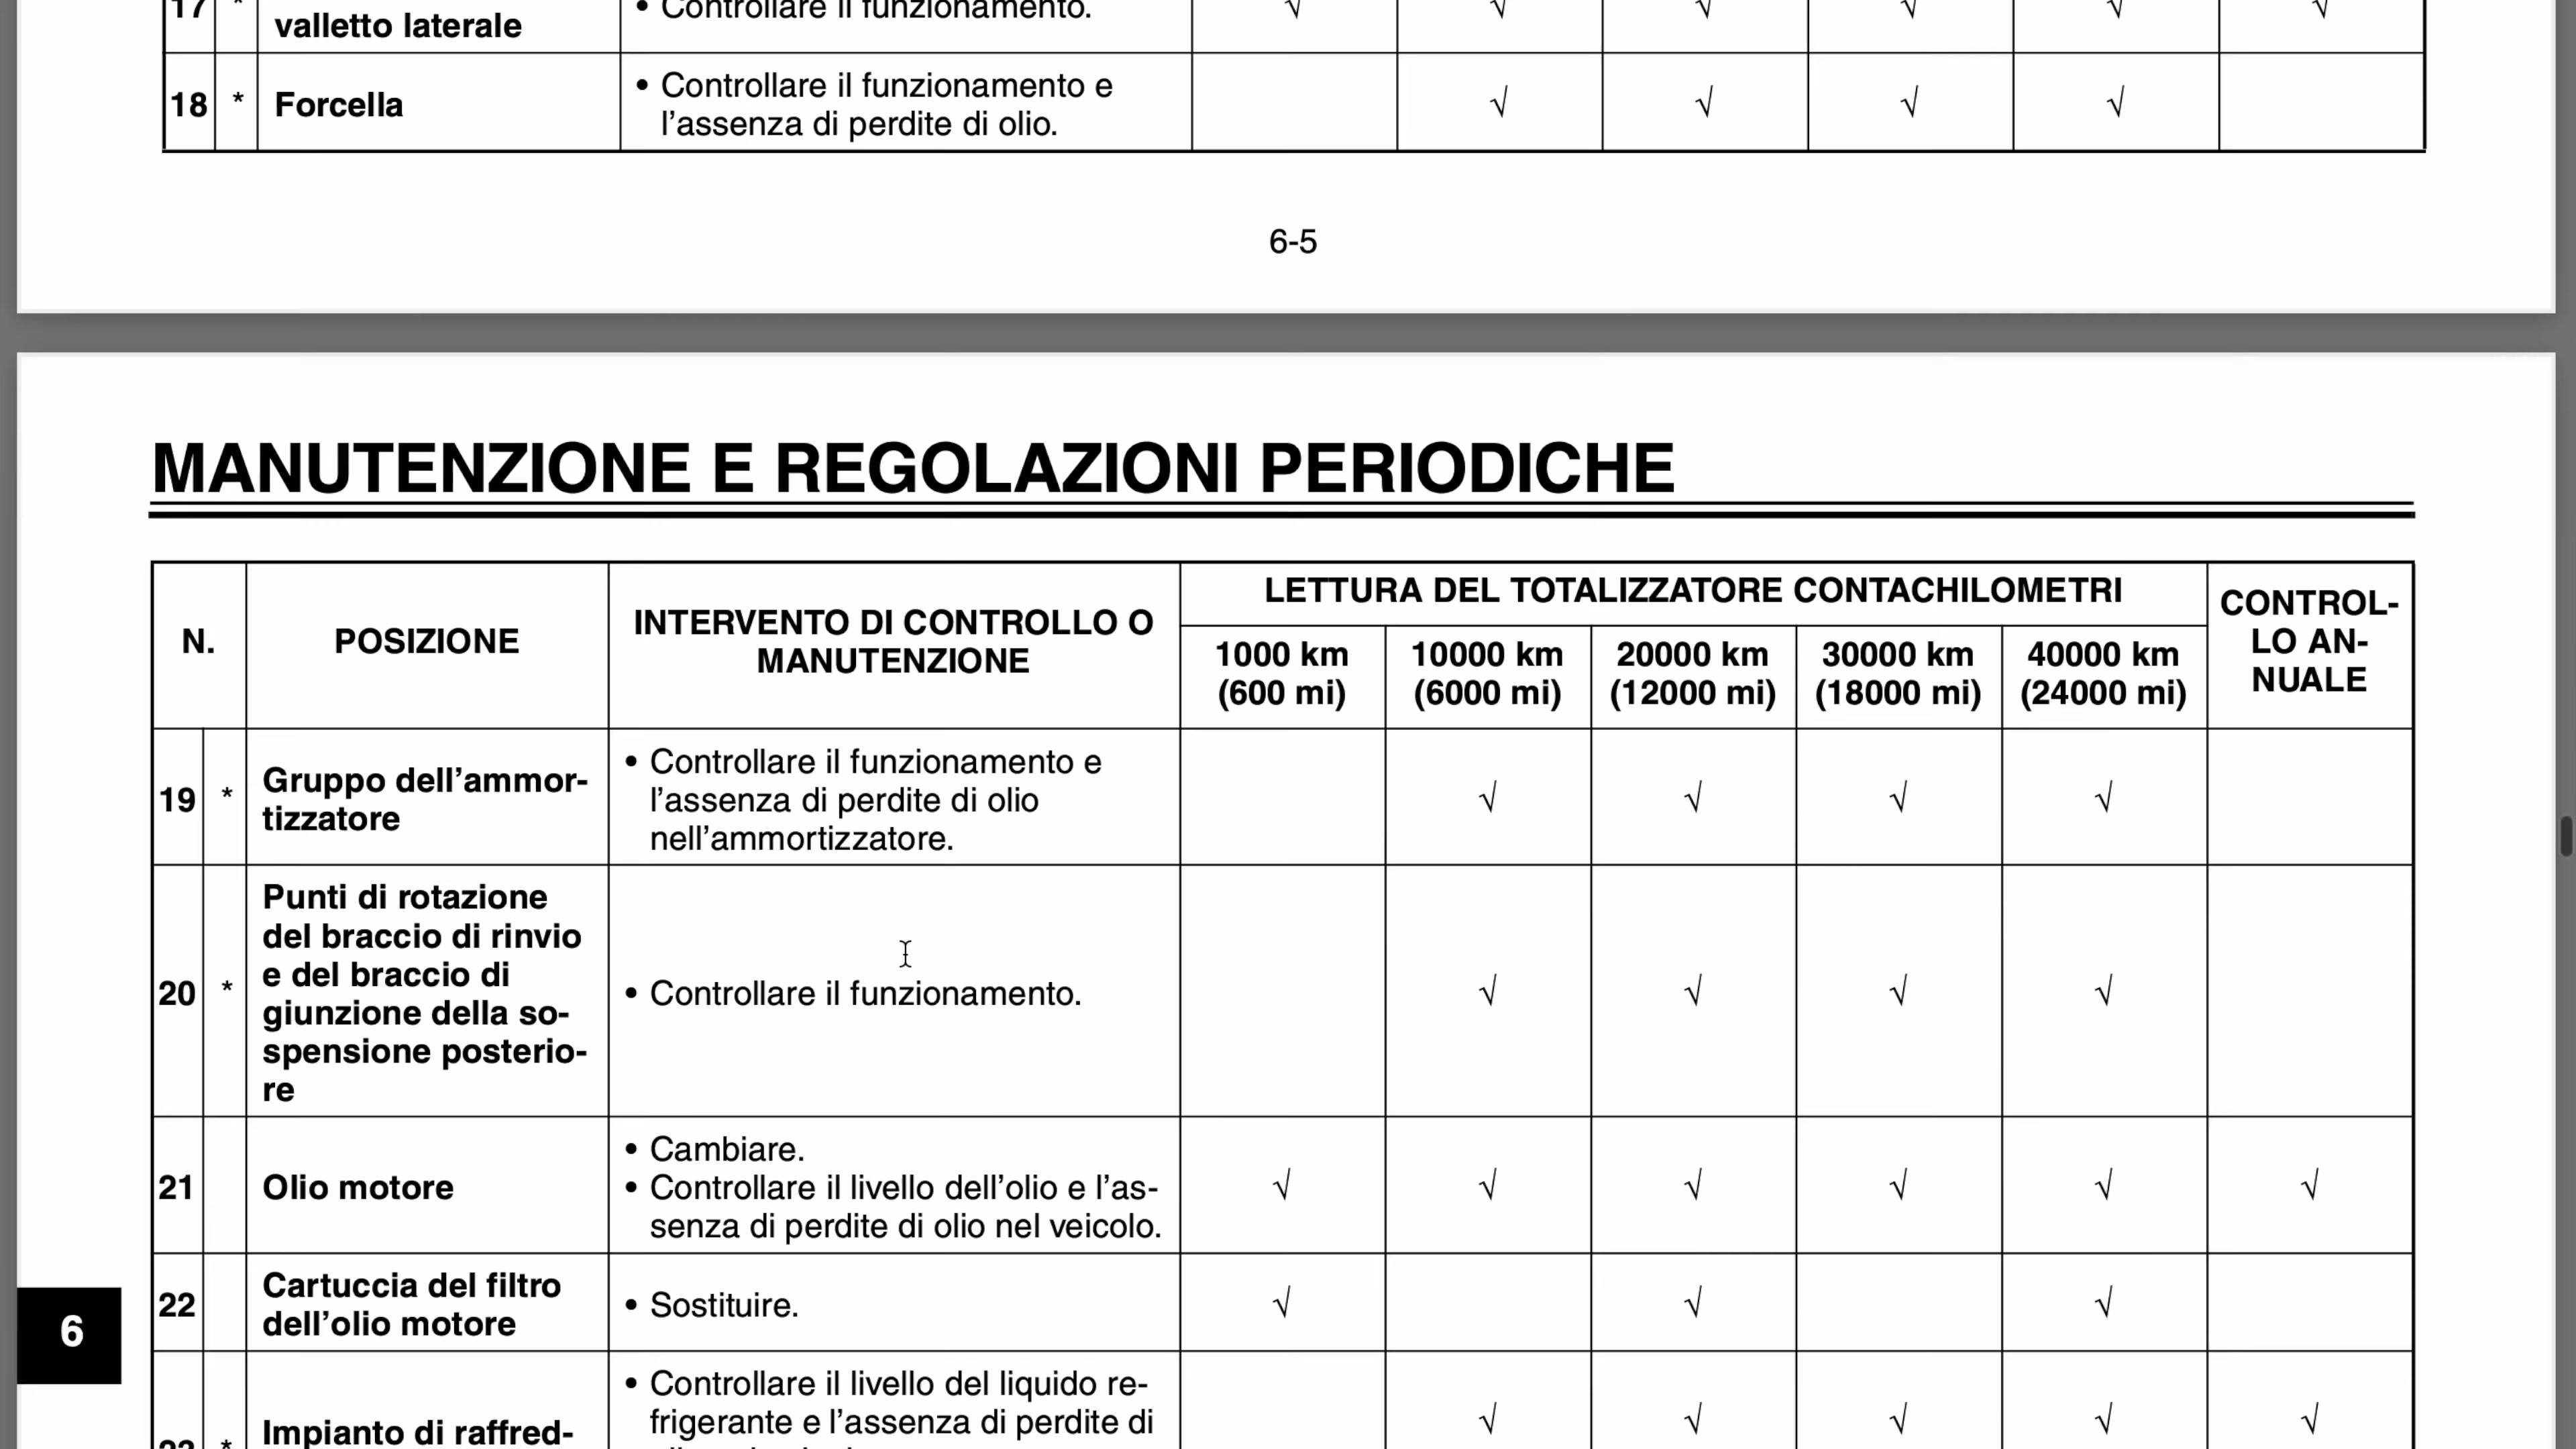 17 * valletto laterale • Controllare il funzionamento. √ √ √ √ √ √
18 * Forcella • Controllare il funzionamento e
l'assenza di perdite di olio. √ √ √ √
6-5
MANUTENZIONE E REGOLAZIONI PERIODICHE
N.
POSIZIONE
INTERVENTO DI CONTROLLO O
MANUTENZIONE
LETTURA DEL TOTALIZZATORE CONTACHILOMETRI
1000 km
(600 mi)
10000 km
(6000 mi)
20000 km
(12000 mi)
30000 km
(18000 mi)
40000 km
(24000 mi)
CONTROL-
LO AN-
NUALE
19 *
Gruppo dell'ammor-
tizzatore
• Controllare il funzionamento e
l'assenza di perdite di olio
nell'ammortizzatore.
√ √ √ √
20 *
Punti di rotazione
del braccio di rinvio
e del braccio di
giunzione della so-
spensione posterio-
re
• Controllare il funzionamento.
√ √ √ √
21
Olio motore
• Cambiare.
• Controllare il livello dell'olio e l'as-
senza di perdite di olio nel veicolo.
√ √ √ √ √ √
22
Cartuccia del filtro
dell'olio motore
• Sostituire.
√ √ √
6
23 *
Impianto di raffred-
• Controllare il livello del liquido re-
frigerante e l'assenza di perdite di
√ √ √ √ √